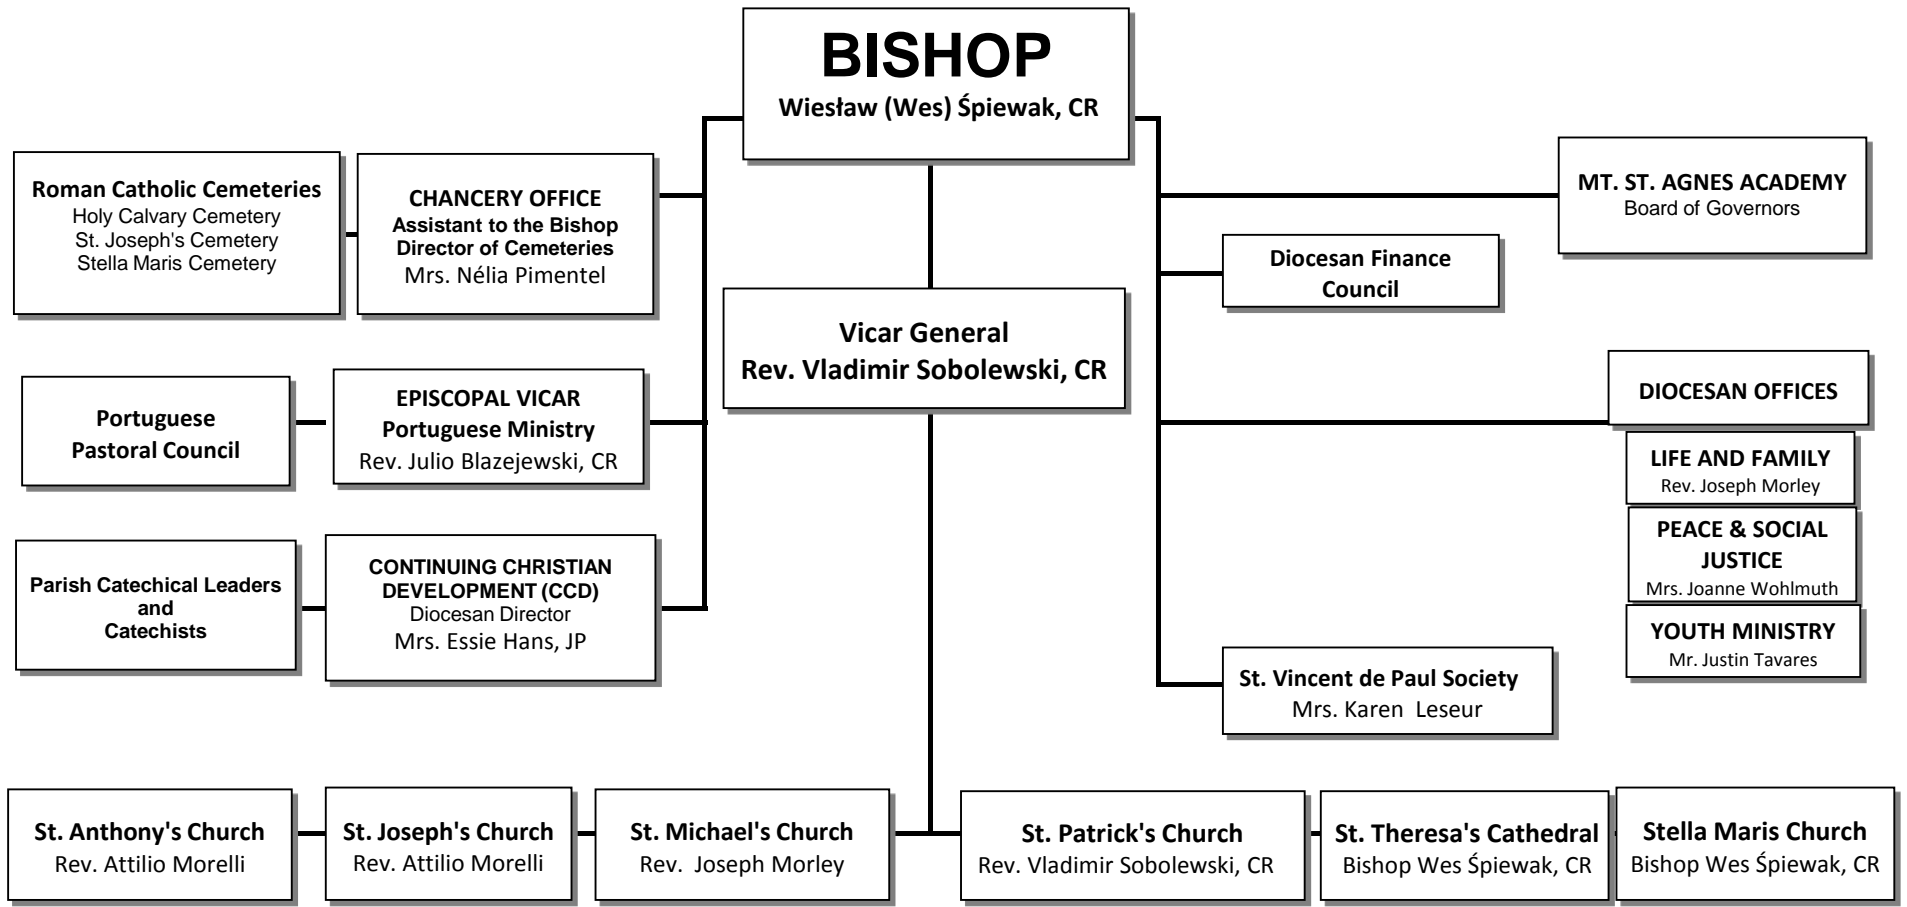 BISHOP
Wiesław (Wes) Śpiewak, CR
Roman Catholic Cemeteries
Holy Calvary Cemetery
St. Joseph's Cemetery
Stella Maris Cemetery
CHANCERY OFFICE
Assistant to the Bishop
Director of Cemeteries
Mrs. Nélia Pimentel
MT. ST. AGNES ACADEMY
Board of Governors
Diocesan Finance
Council
Vicar General
Rev. Vladimir Sobolewski, CR
Portuguese
Pastoral Council
EPISCOPAL VICAR
Portuguese Ministry
Rev. Julio Blazejewski, CR
DIOCESAN OFFICES
LIFE AND FAMILY
Rev. Joseph Morley
PEACE & SOCIAL
JUSTICE
Mrs. Joanne Wohlmuth
YOUTH MINISTRY
Mr. Justin Tavares
Parish Catechical Leaders
and
Catechists
CONTINUING CHRISTIAN
DEVELOPMENT (CCD)
Diocesan Director
Mrs. Essie Hans, JP
St. Vincent de Paul Society
Mrs. Karen Leseur
St. Anthony's Church
Rev. Attilio Morelli
St. Joseph's Church
Rev. Attilio Morelli
St. Michael's Church
Rev. Joseph Morley
St. Patrick's Church
Rev. Vladimir Sobolewski, CR
St. Theresa's Cathedral
Bishop Wes Śpiewak, CR
Stella Maris Church
Bishop Wes Śpiewak, CR